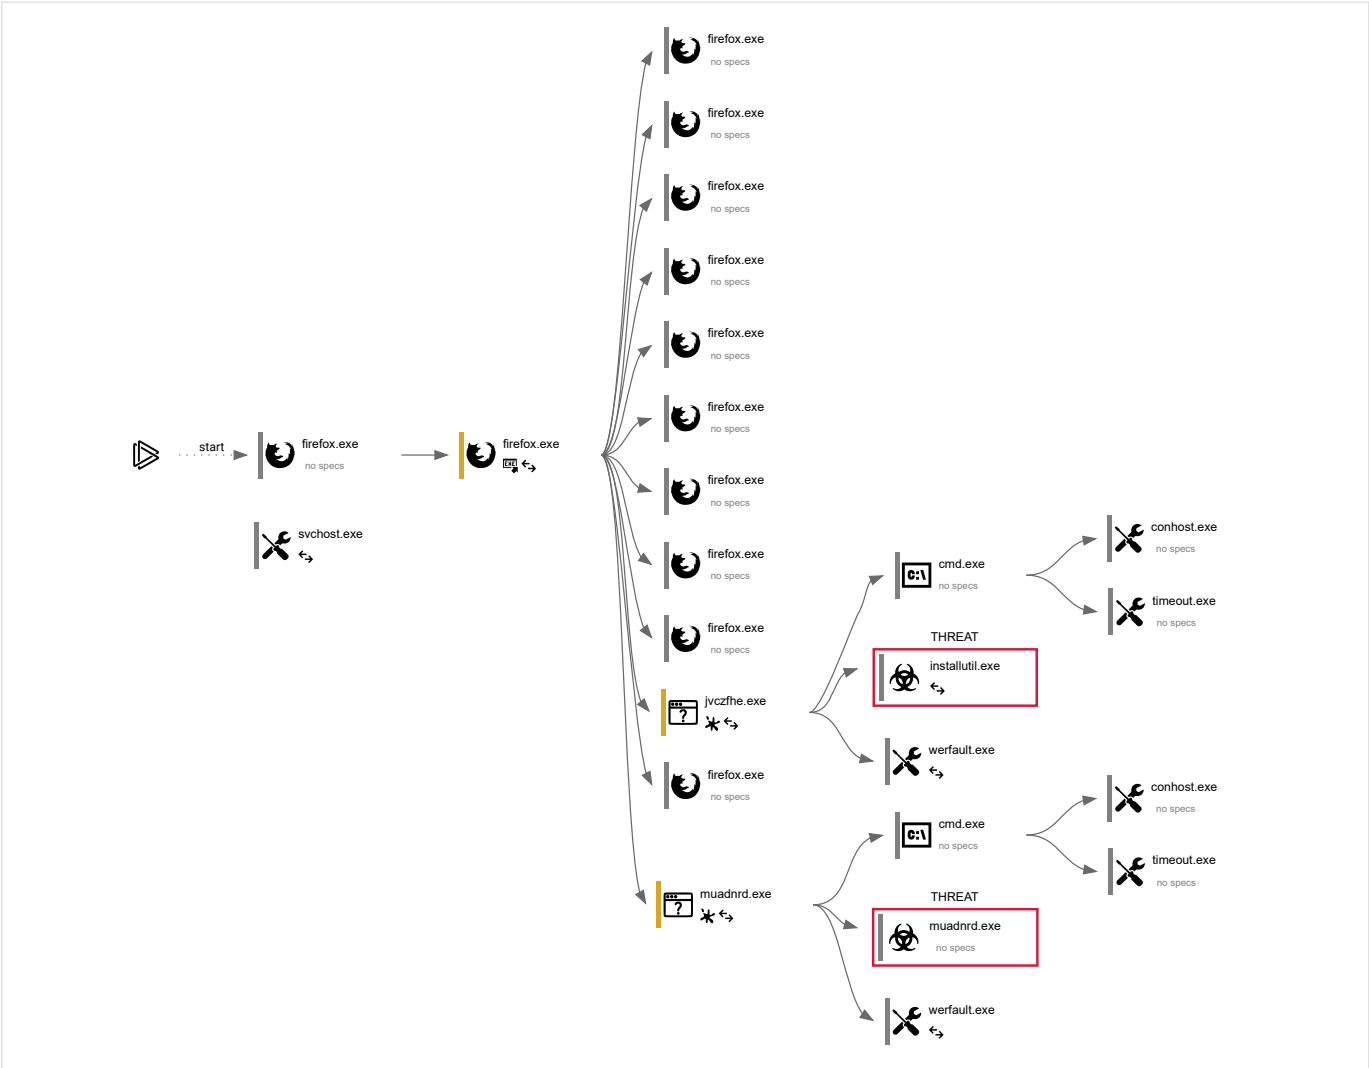 firefox.exe
no specs
firefox.exe
no specs
firefox.exe
no specs
firefox.exe
no specs
firefox.exe
no specs
firefox.exe
no specs
start
firefox.exe
no specs
firefox.exe
EXE
firefox.exe
no specs
svchost.exe
firefox.exe
no specs
firefox.exe
no specs
jvczfhe.exe
?
firefox.exe
no specs
muadnrd.exe
?
cmd.exe
C:\
no specs
conhost.exe
no specs
timeout.exe
no specs
THREAT
installutil.exe
werfault.exe
cmd.exe
C:\
no specs
conhost.exe
no specs
timeout.exe
no specs
THREAT
muadnrd.exe
no specs
werfault.exe